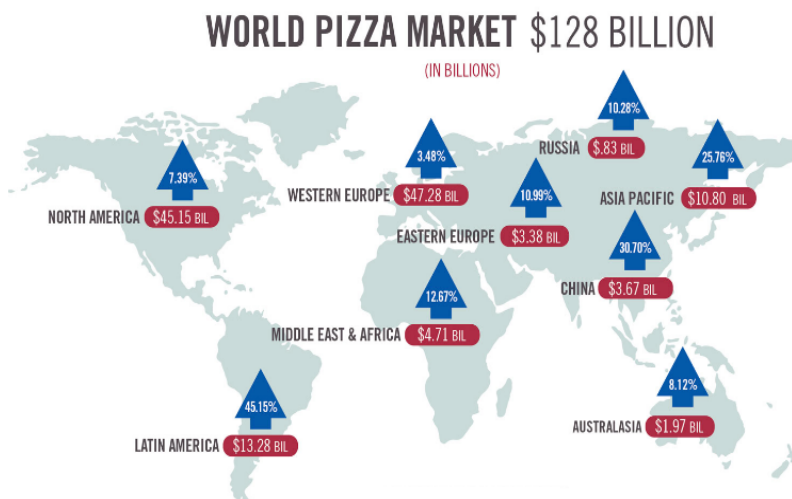 WORLD PIZZA MARKET $128 BILLION
(IN BILLIONS)
10.28%
RUSSIA $.83 BIL
7.39%
NORTH AMERICA $45.15 BIL
3.48%
WESTERN EUROPE $47.28 BIL
25.76%
ASIA PACIFIC $10.80 BIL
10.99%
EASTERN EUROPE $3.38 BIL
30.70%
CHINA $3.67 BIL
12.67%
MIDDLE EAST & AFRICA $4.71 BIL
8.12%
AUSTRALASIA $1.97 BIL
45.15%
LATIN AMERICA $13.28 BIL